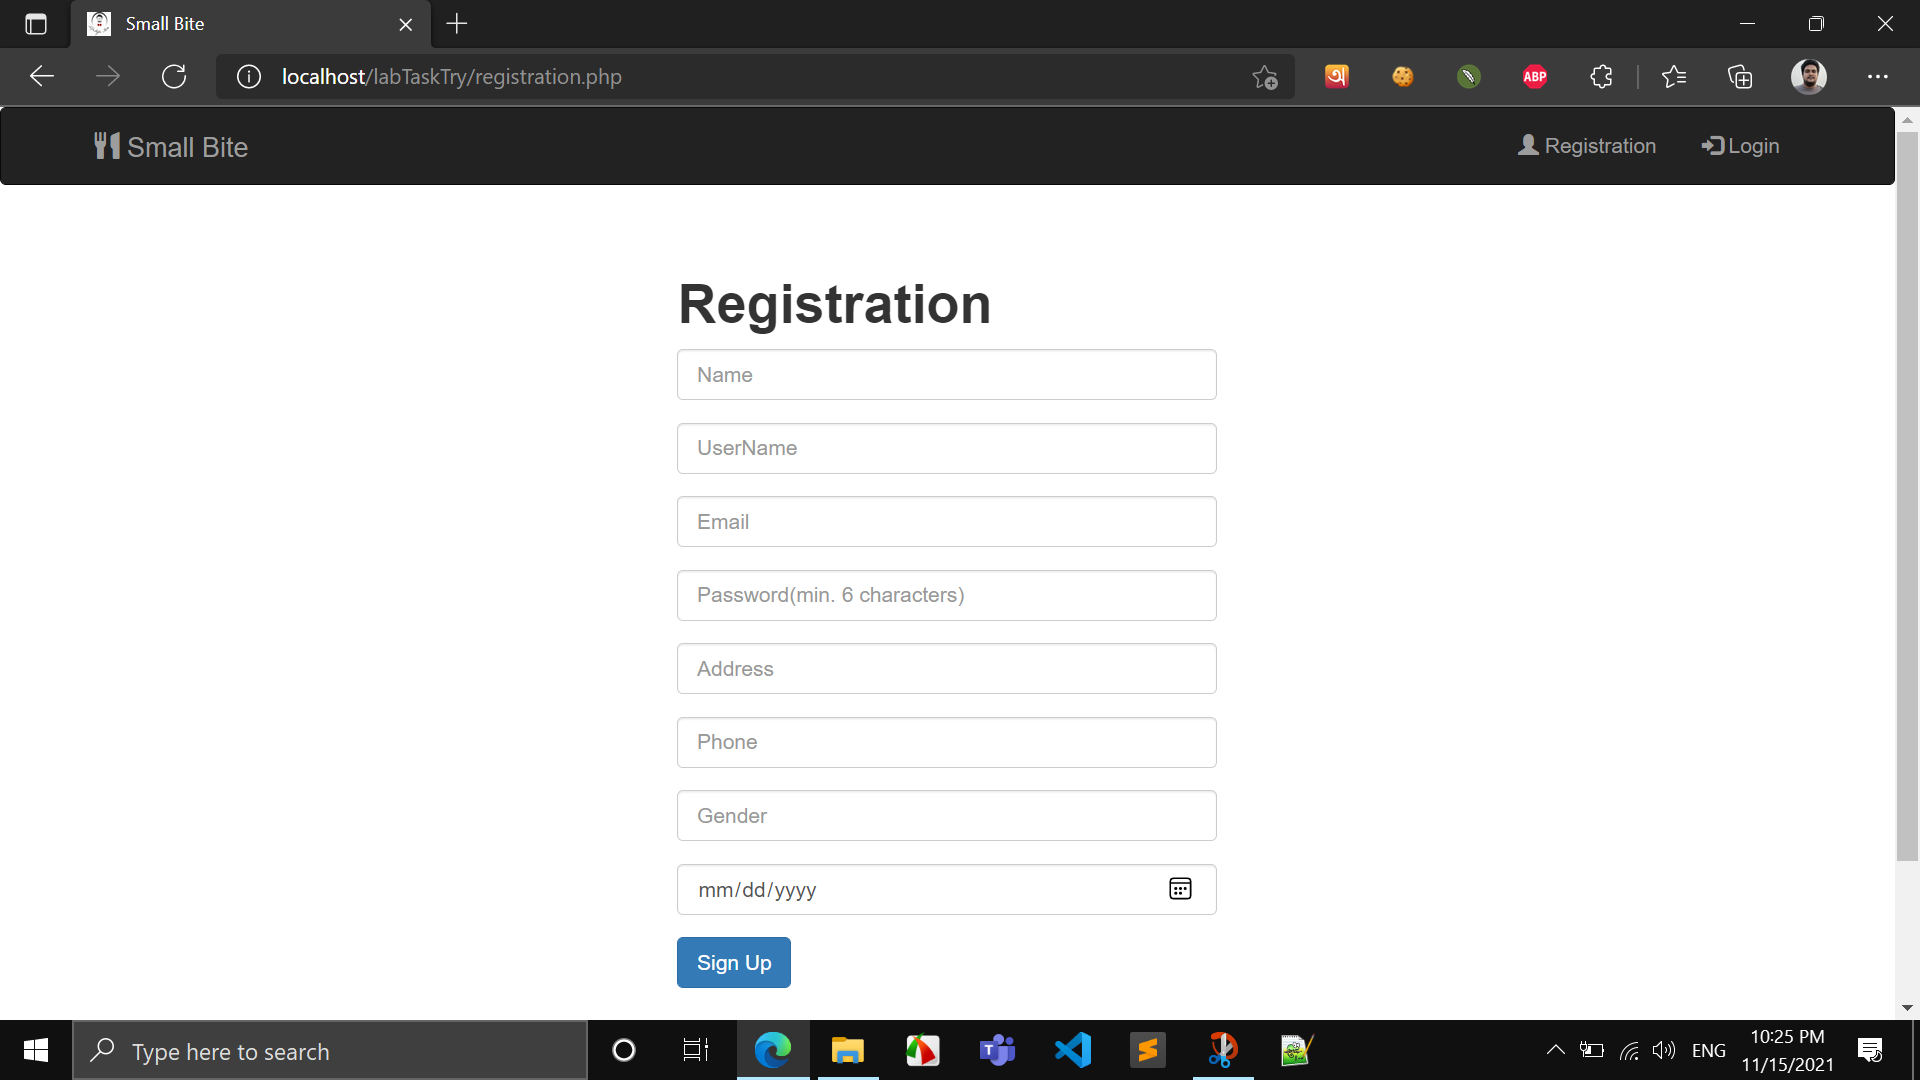 Small Bite
localhost/labTaskTry/registration.php
অ
ABP
Small Bite
Registration
Login
Registration
Name
UserName
Email
Password(min. 6 characters)
Address
Phone
Gender
mm/dd/yyyy
Sign Up
Type here to search
ENG
10:25 PM
11/15/2021